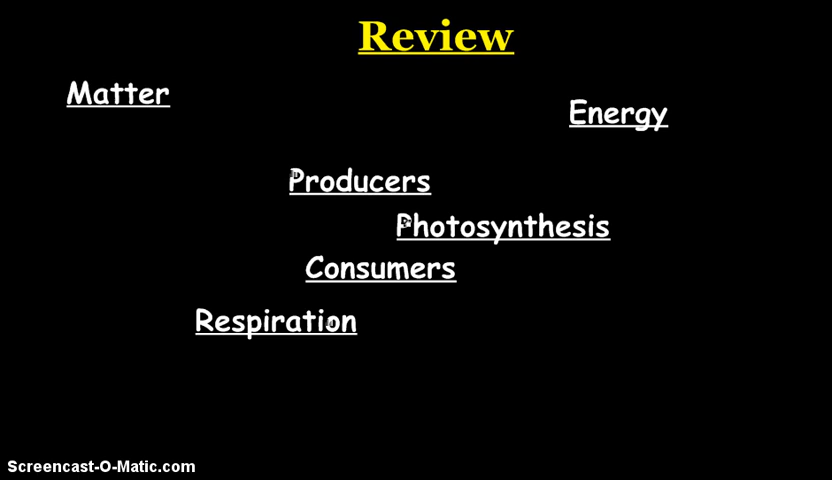 Review
Matter
Energy
Producers
Photosynthesis
Consumers
Respiration
Screencast-O-Matic.com